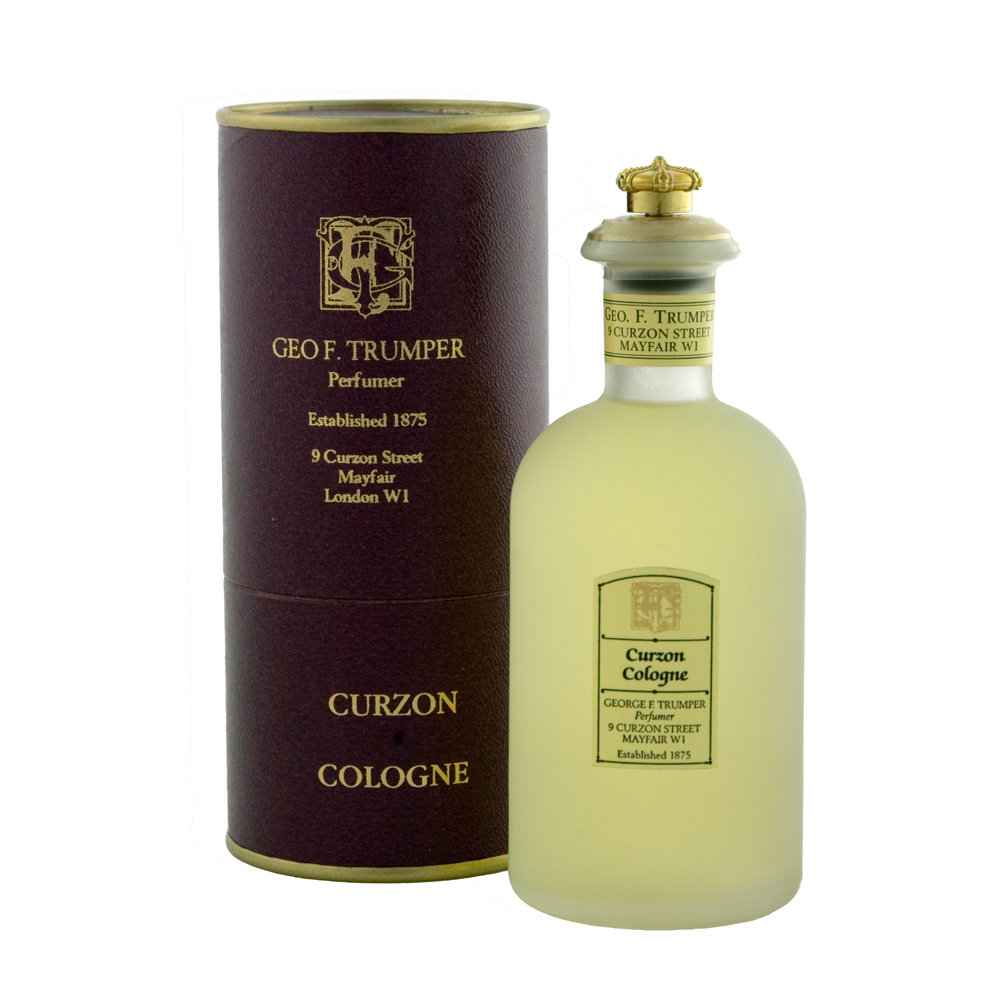 GEO F. TRUMPER
Perfumer
Established 1875
9 Curzon Street
Mayfair
London W1
CURZON
COLOGNE
GEO. F. TRUMPER
9 CURZON STREET
MAYFAIR W1
Curzon
Cologne
GEORGE F. TRUMPER
Perfumer
9 CURZON STREET
MAYFAIR W1
Established 1875